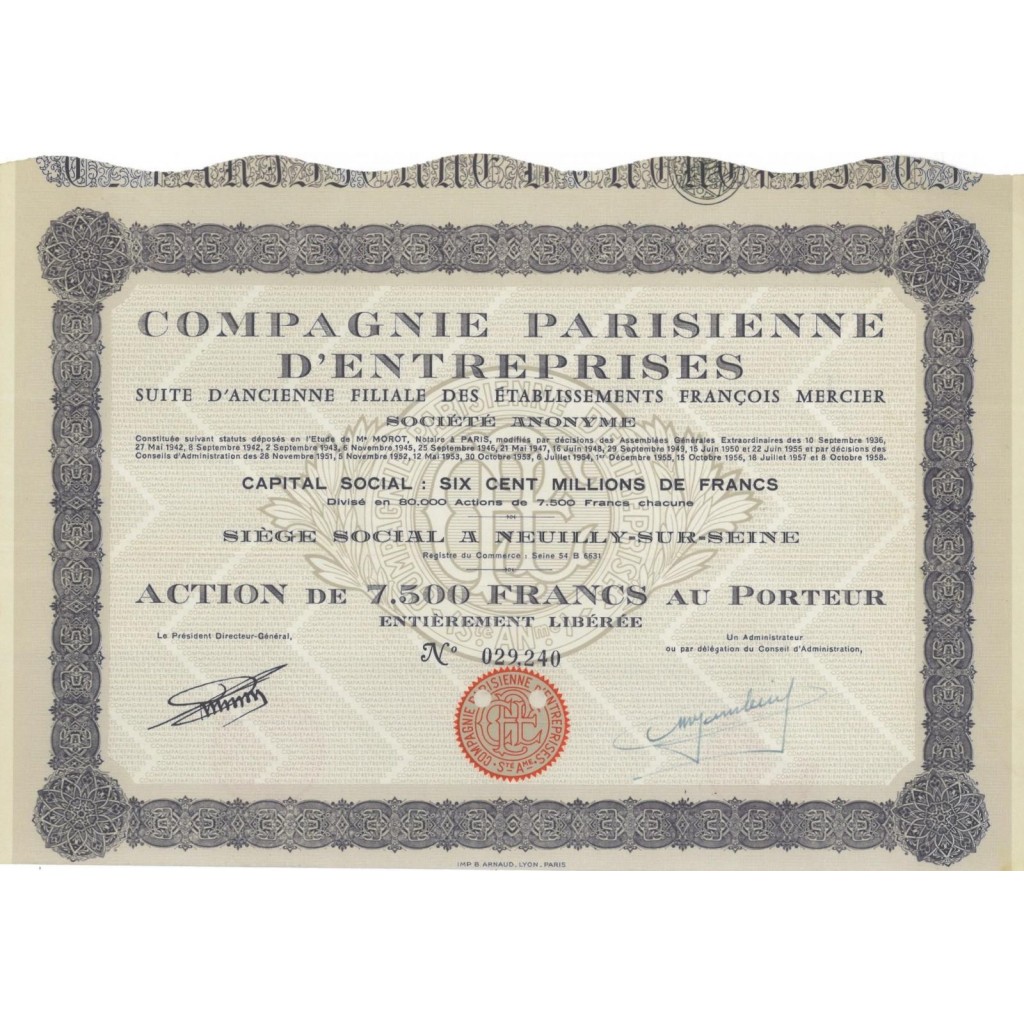 COMPAGNIE PARISIENNE
D'ENTREPRISES
SUITE D'ANCIENNE FILIALE DES ÉTABLISSEMENTS FRANÇOIS MERCIER
SOCIÉTÉ ANONYME
Constituée suivant statuts déposés en l'Etude de Me MOROT, Notaire à PARIS, modifiés par décisions des Assemblées Générales Extraordinaires des 10 Septembre 1936,
27 Mai 1942, 8 Septembre 1942, 2 Septembre 1943, 6 Novembre 1945, 25 Septembre 1946, 21 Mai 1947, 16 Juin 1948, 29 Septembre 1949, 15 Juin 1950 et 22 Juin 1955 et par décisions des
Conseils d'Administration des 28 Novembre 1951, 5 Novembre 1952, 12 Mai 1953, 30 Octobre 1953, 6 Juillet 1954, 1er Décembre 1955, 15 Octobre 1956, 18 Juillet 1957 et 8 Octobre 1958.
CAPITAL SOCIAL : SIX CENT MILLIONS DE FRANCS
Divisé en 80.000 Actions de 7.500 Francs chacune
SIÈGE SOCIAL A NEUILLY-SUR-SEINE
Registre du Commerce : Seine 54 B 6631
ACTION DE 7.500 FRANCS AU PORTEUR
ENTIÈREMENT LIBÉRÉE
Le Président Directeur-Général,
Un Administrateur
ou par délégation du Conseil d'Administration,
No 029,240
COMPAGNIE PARISIENNE D'ENTREPRISES
STÉ AME
IMP. B. ARNAUD, LYON, PARIS